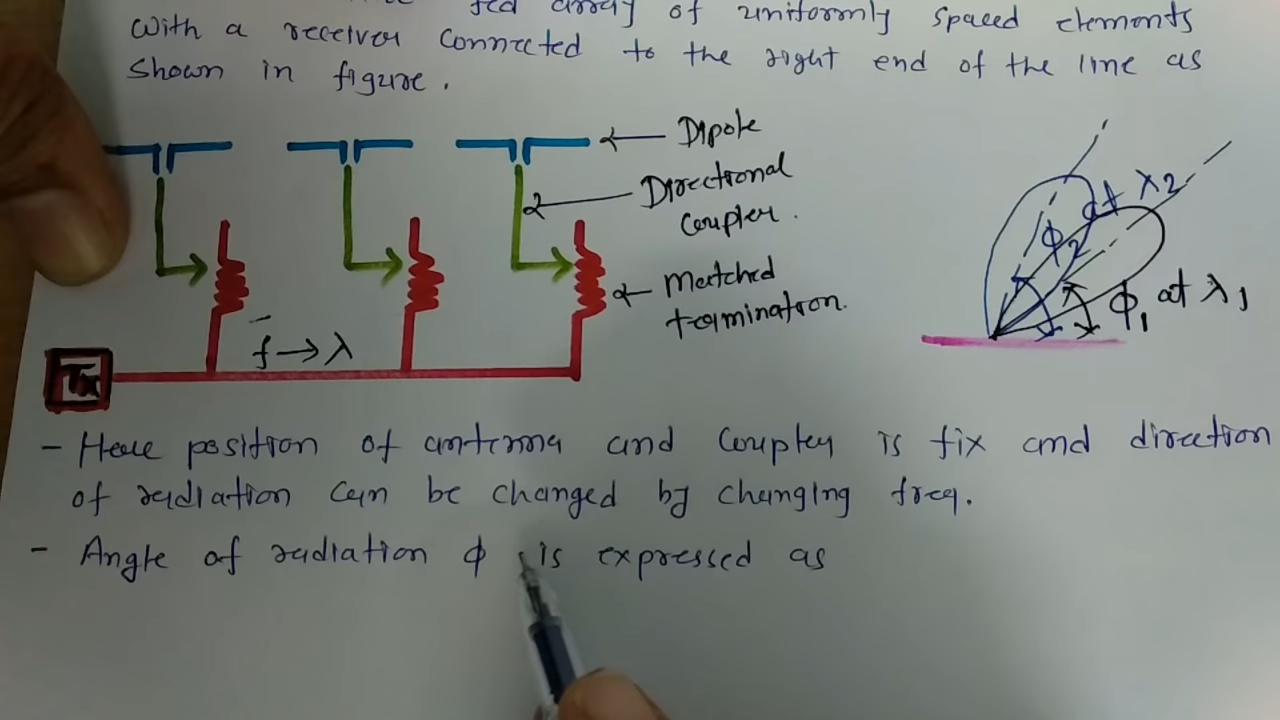 fed array of uniformly spaced elements
With a receiver connected to the right end of the line as
Shown in figure.
Dipole
Directional
coupler.
Matched
termination.
f → λ
Tx
ϕ2 at λ2
ϕ1 at λ1
- Here position of antenna and coupler is fix and direction
of radiation can be changed by changing freq.
- Angle of radiation ϕ is expressed as